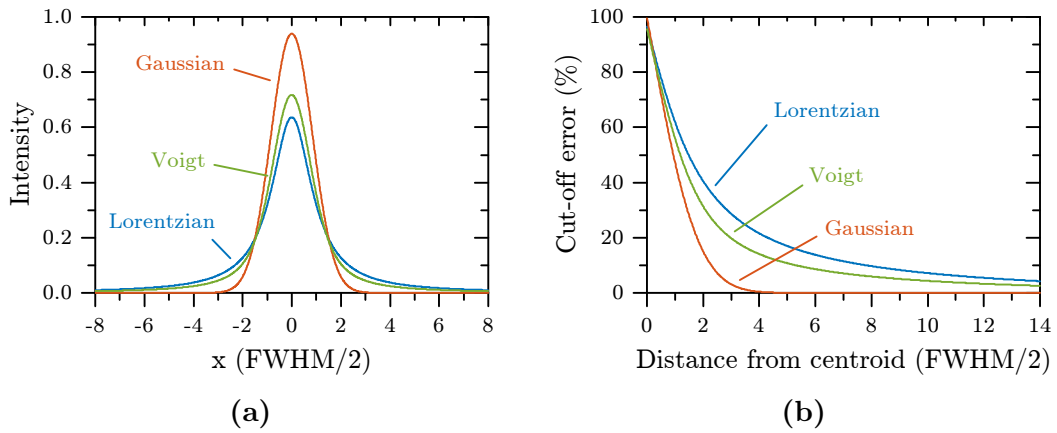 Intensity
1.0
0.8
0.6
0.4
0.2
0.0
Gaussian
Voigt
Lorentzian
-8 -6 -4 -2 0 2 4 6 8
x (FWHM/2)
(a)
Cut-off error (%)
100
80
60
40
20
0
Lorentzian
Voigt
Gaussian
0 2 4 6 8 10 12 14
Distance from centroid (FWHM/2)
(b)